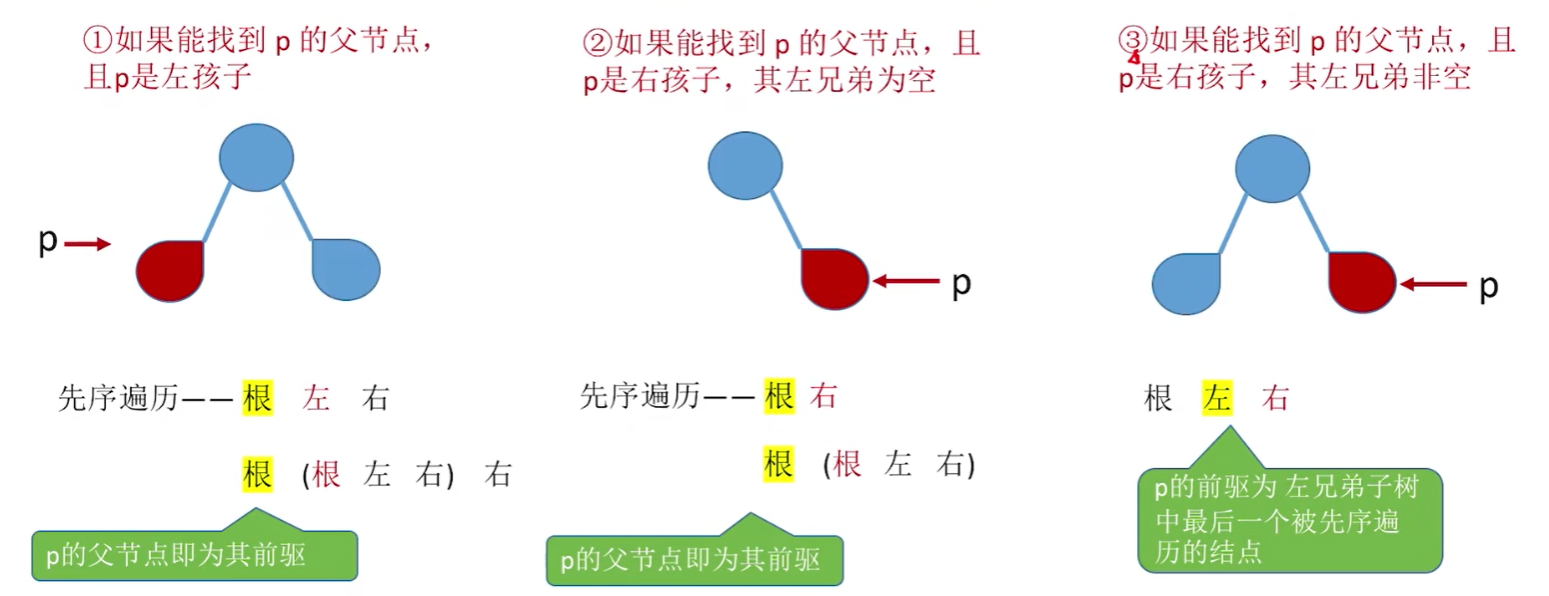 ①如果能找到 p 的父节点，
且p是左孩子
p
先序遍历—— 根 左 右
根 (根 左 右) 右
p的父节点即为其前驱
②如果能找到 p 的父节点，且
p是右孩子，其左兄弟为空
p
先序遍历—— 根 右
根 (根 左 右)
p的父节点即为其前驱
③如果能找到 p 的父节点，且
p是右孩子，其左兄弟非空
p
根 左 右
p的前驱为 左兄弟子树
中最后一个被先序遍
历的结点